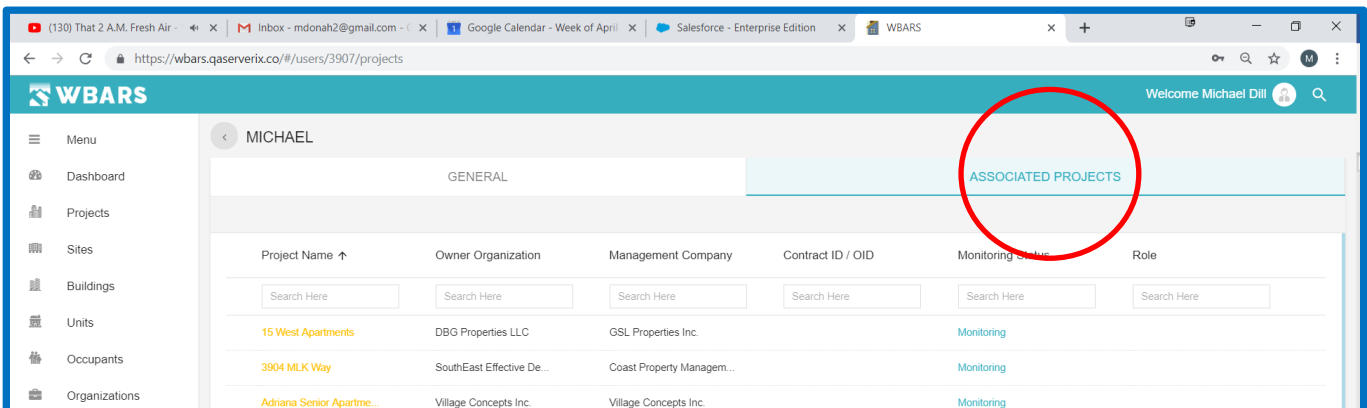 (130) That 2 A.M. Fresh Air - Inbox - mdonah2@gmail.com - G Google Calendar - Week of April Salesforce - Enterprise Edition WBARS
https://wbars.qaserverix.co/#/users/3907/projects M
WBARS Welcome Michael Dill
Menu MICHAEL
Dashboard GENERAL ASSOCIATED PROJECTS
Projects
Sites Project Name Owner Organization Management Company Contract ID / OID Monitoring Status Role
Buildings Search Here Search Here Search Here Search Here Search Here Search Here
Units 15 West Apartments DBG Properties LLC GSL Properties Inc. Monitoring
Occupants 3904 MLK Way SouthEast Effective De... Coast Property Managem... Monitoring
Organizations Adriana Senior Apartme... Village Concepts Inc. Village Concepts Inc. Monitoring